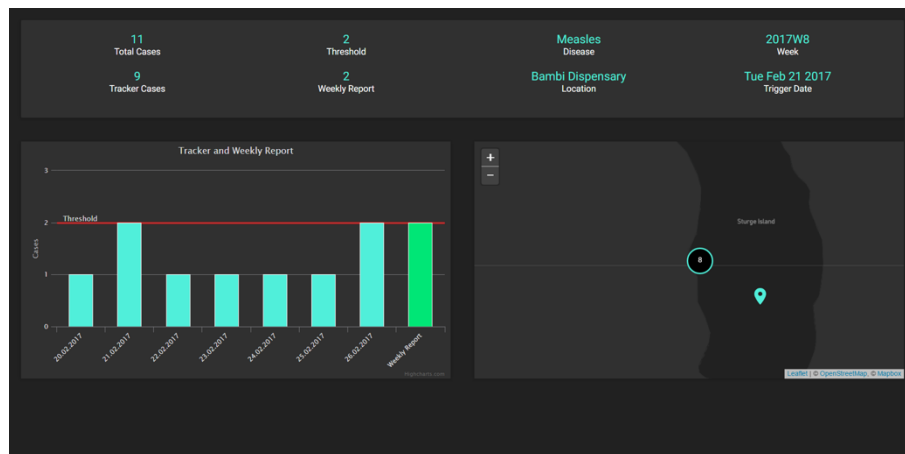 11
Total Cases
2
Threshold
Measles
Disease
2017W8
Week
9
Tracker Cases
2
Weekly Report
Bambi Dispensary
Location
Tue Feb 21 2017
Trigger Date
Tracker and Weekly Report
3
2
1
0
Cases
Threshold
20.02.2017
21.02.2017
22.02.2017
23.02.2017
24.02.2017
25.02.2017
26.02.2017
Weekly Report
Highcharts.com
+
−
Sturge Island
8
Leaflet | © OpenStreetMap, © Mapbox